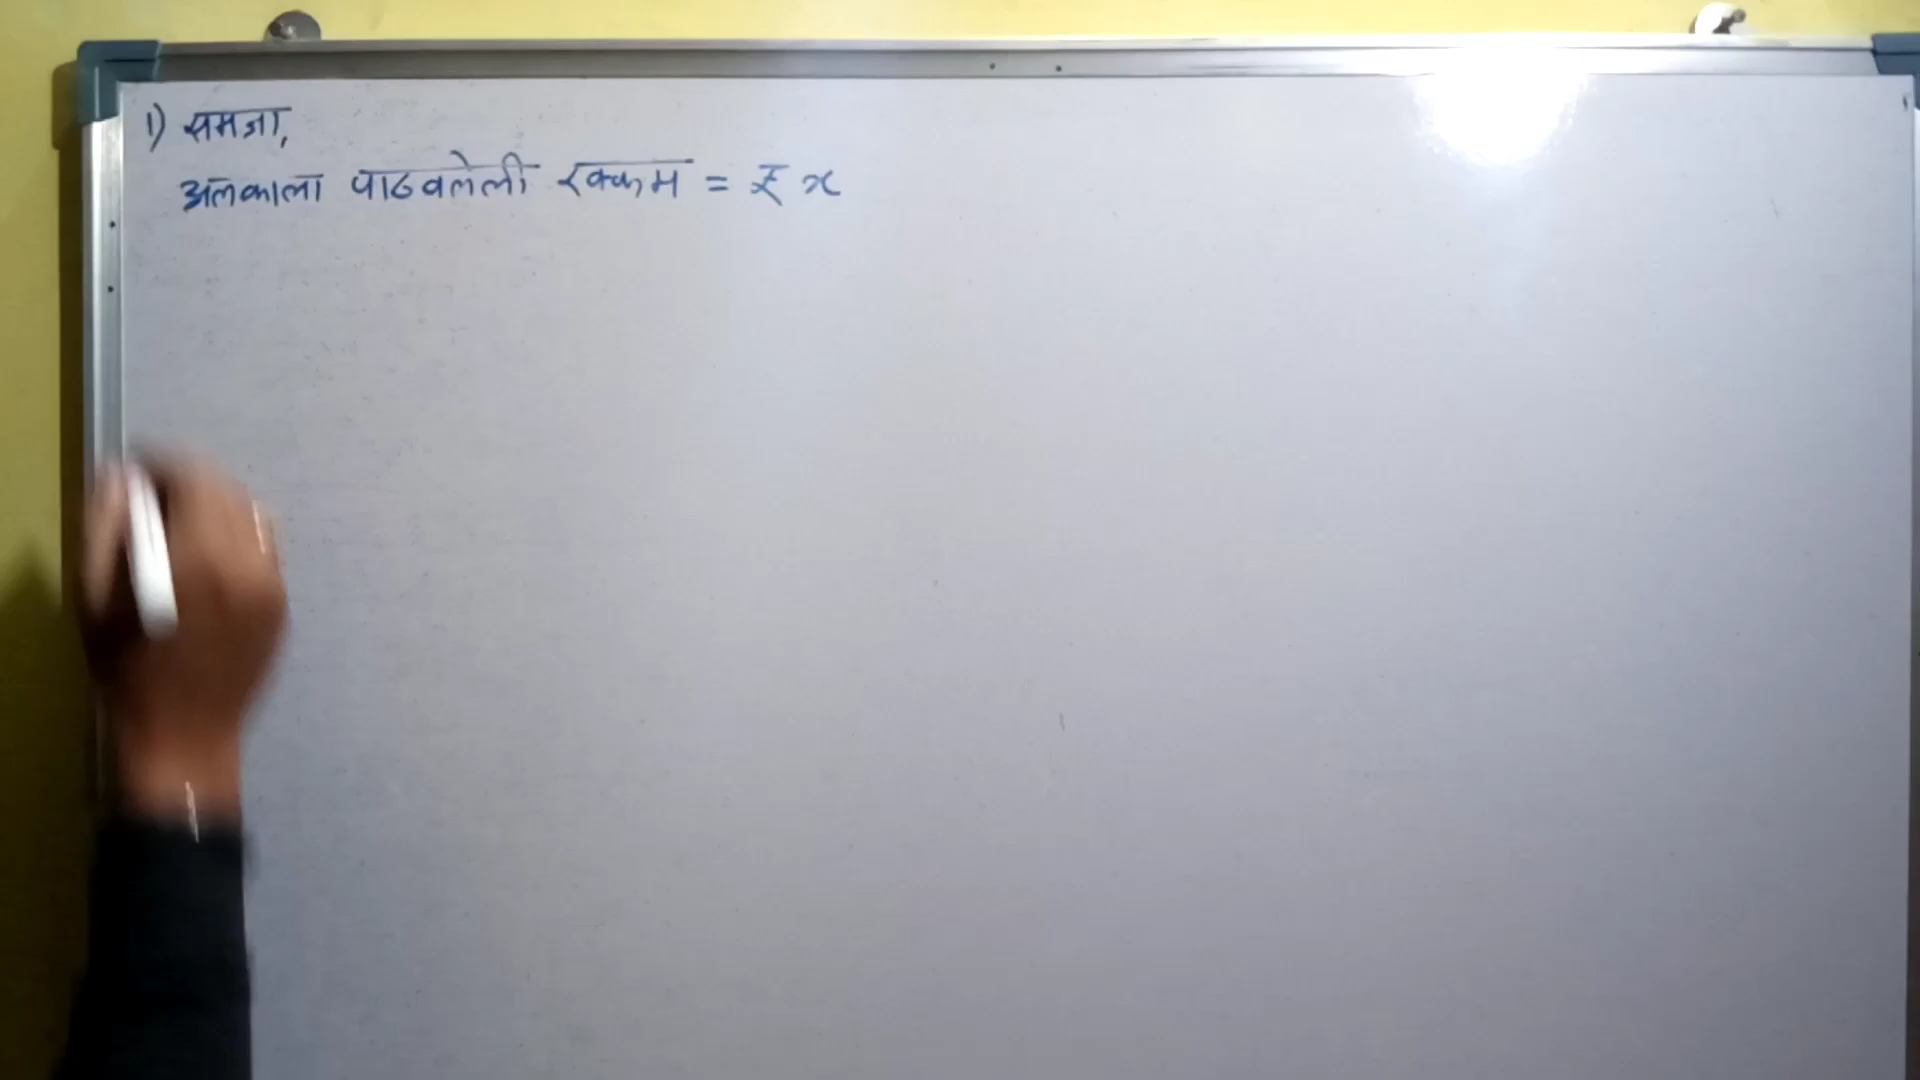 1) समजा,
अलकाला पाठवलेली रक्कम = ₹ x